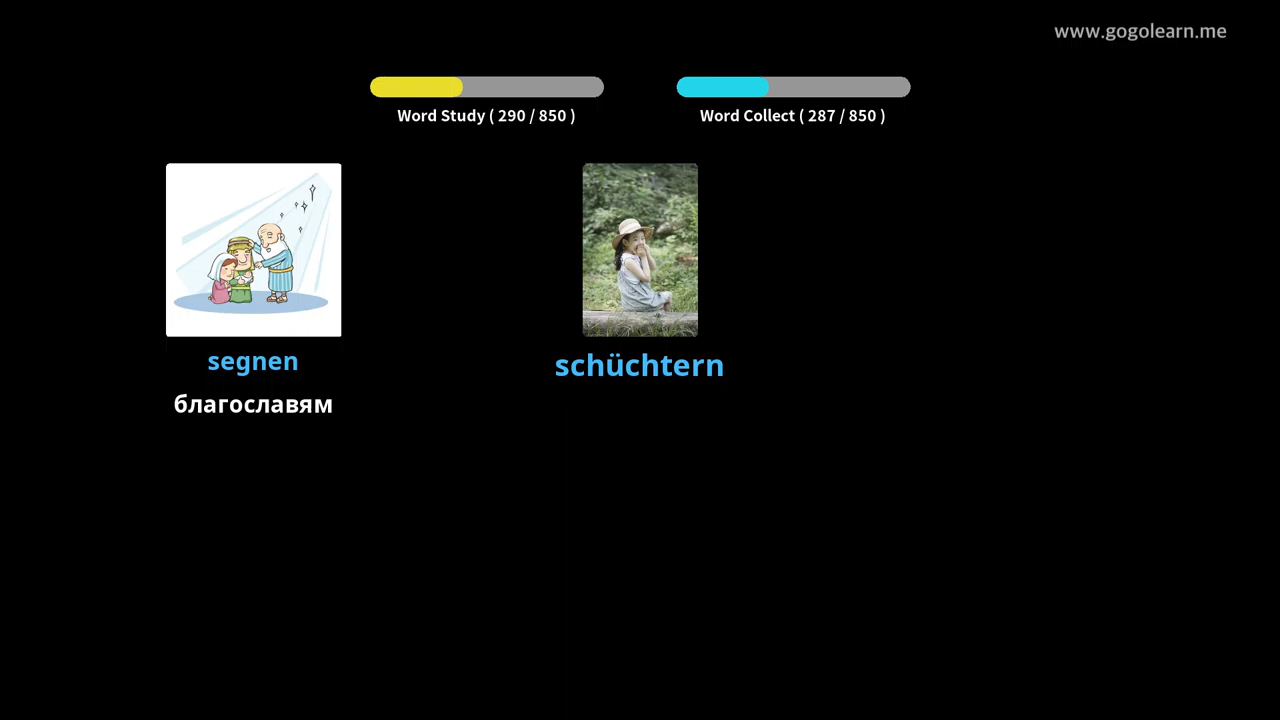 www.gogolearn.me
Word Study ( 290 / 850 )
Word Collect ( 287 / 850 )
segnen
благославям
schüchtern